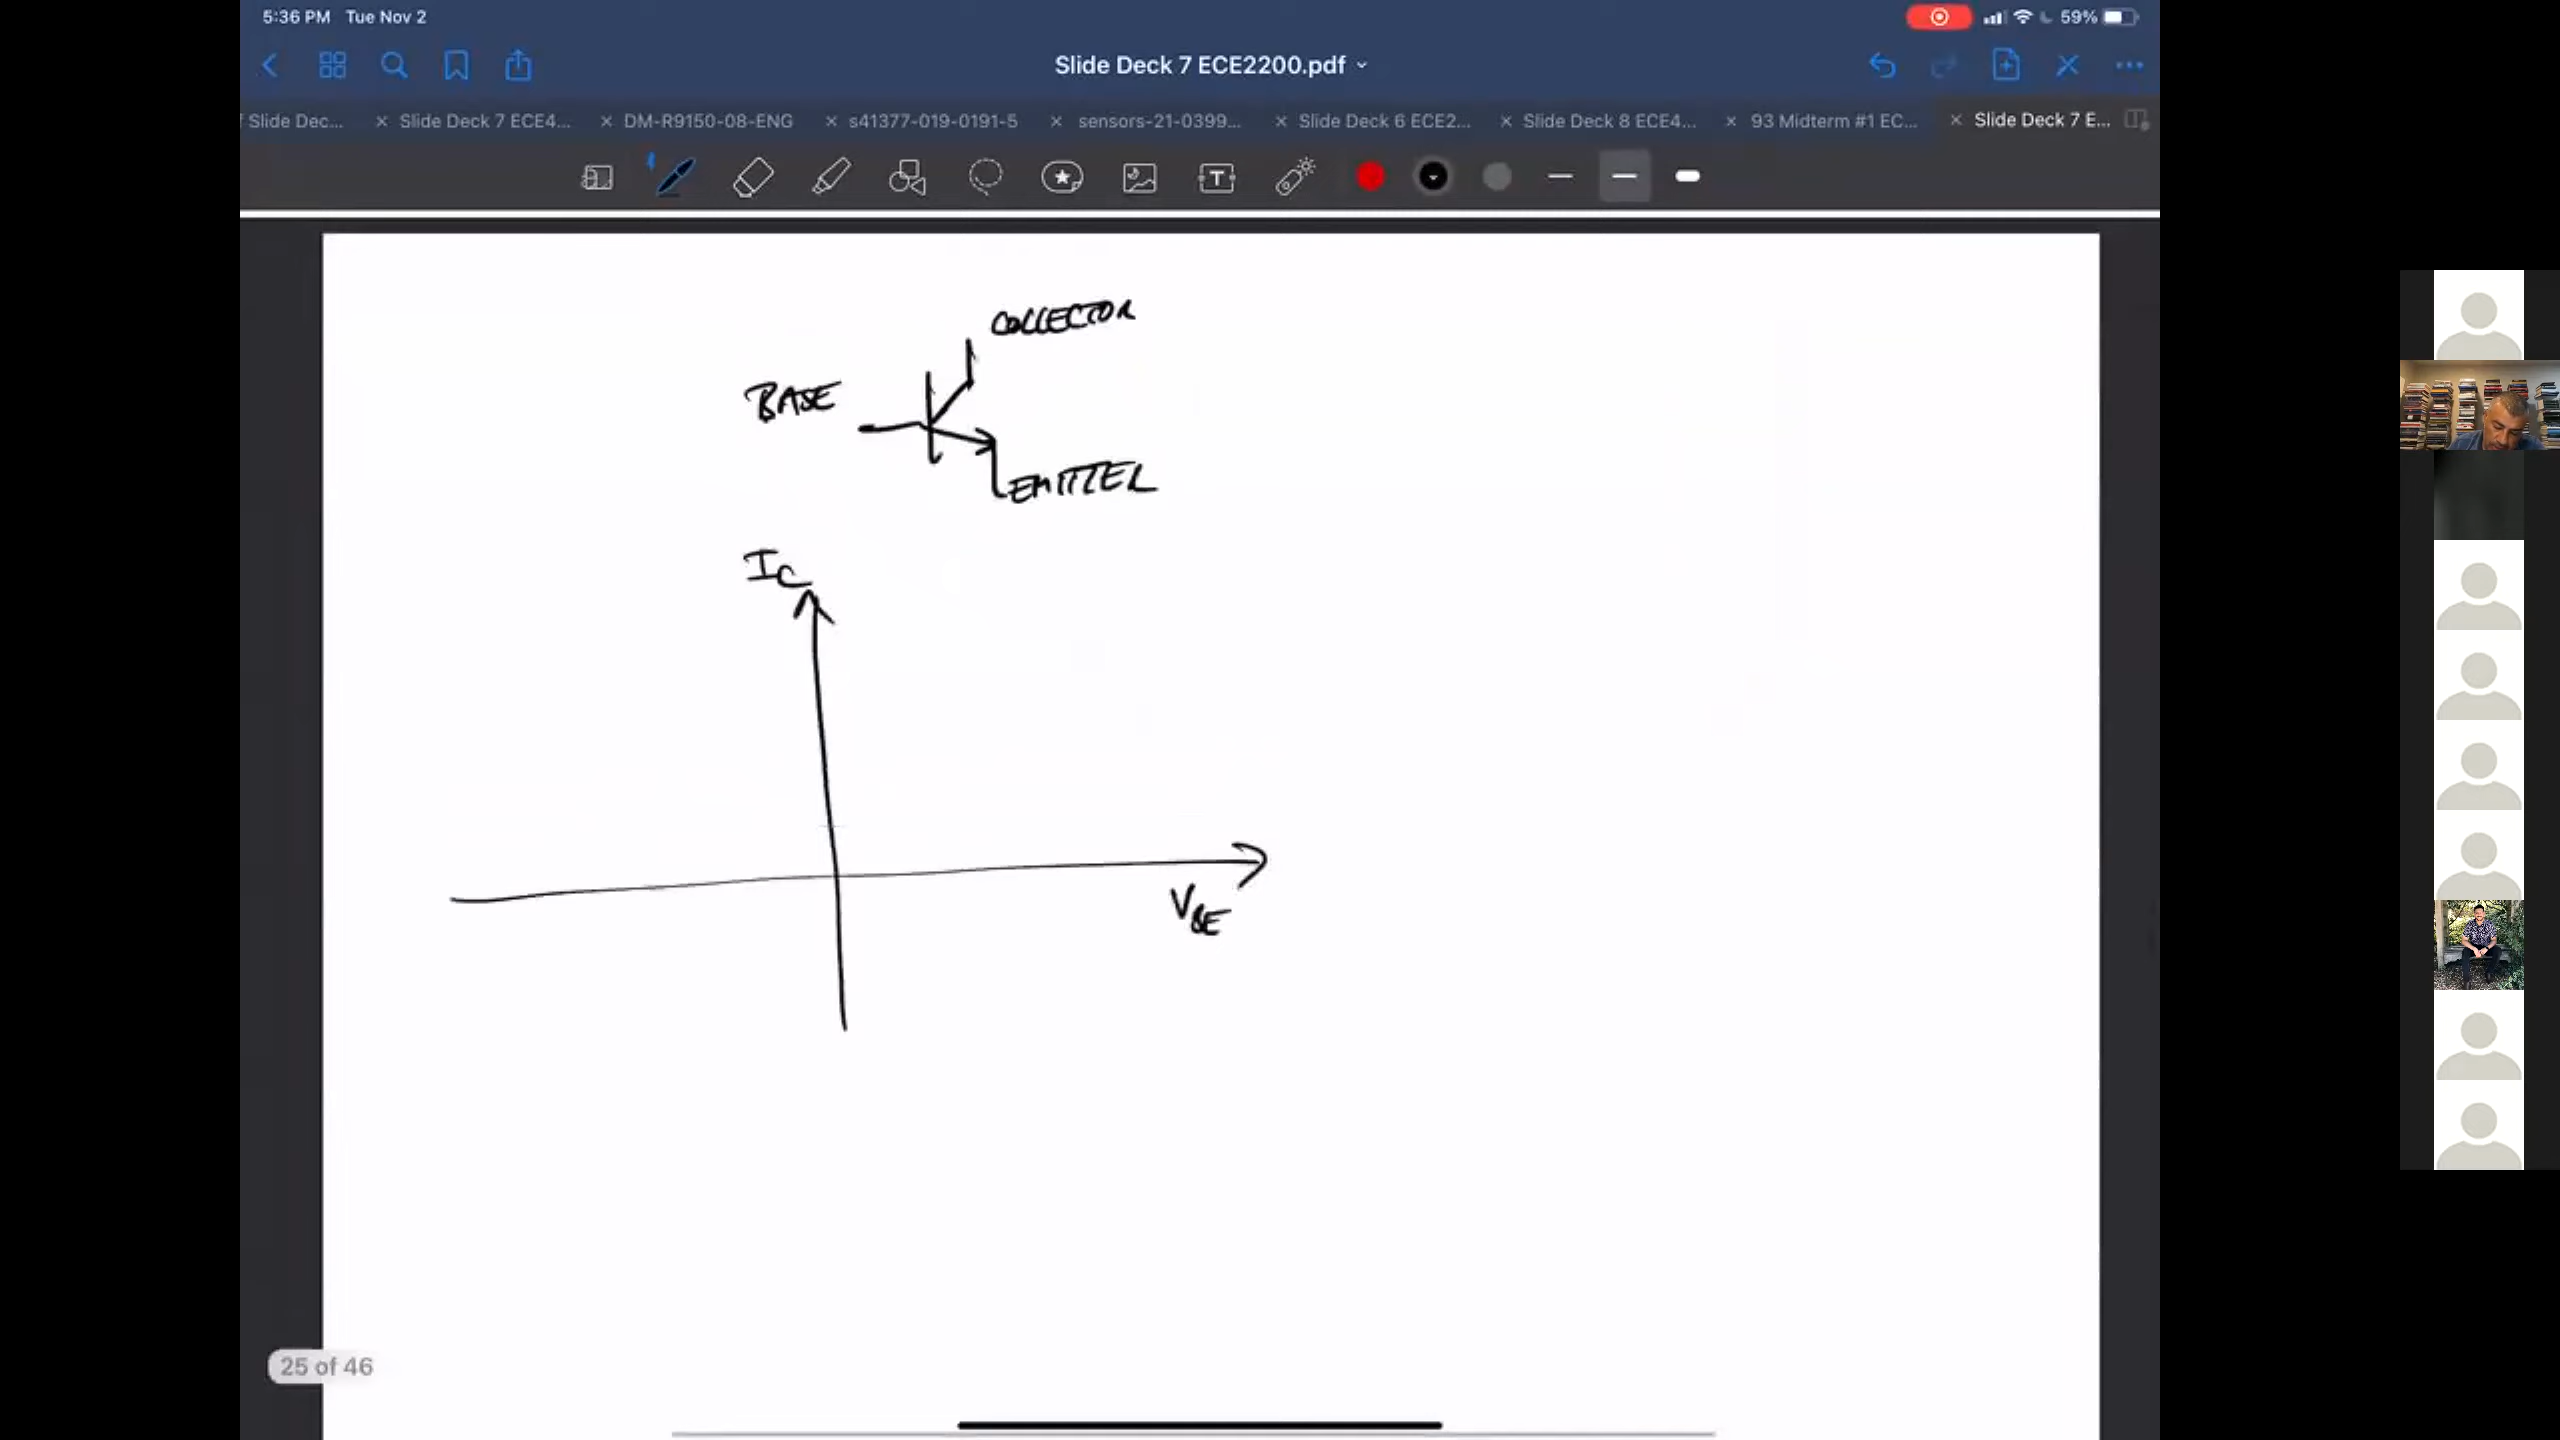 5:36 PM Tue Nov 2
59%
Slide Deck 7 ECE2200.pdf
f Slide Dec...
Slide Deck 7 ECE4...
DM-R9150-08-ENG
s41377-019-0191-5
sensors-21-0399...
Slide Deck 6 ECE2...
Slide Deck 8 ECE4...
93 Midterm #1 EC...
Slide Deck 7 E...
COLLECTOR
BASE
EMITTER
IC
VBE
25 of 46